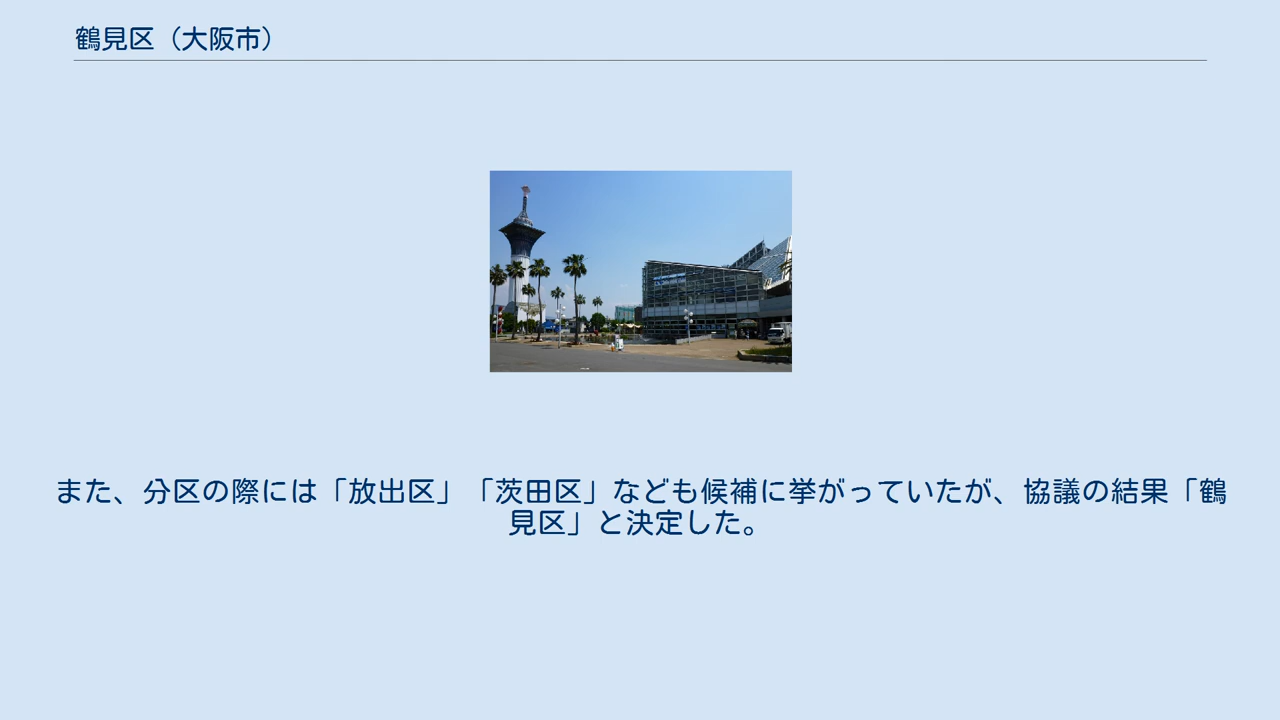 鶴見区（大阪市）
また、分区の際には「放出区」「茨田区」なども候補に挙がっていたが、協議の結果「鶴
見区」と決定した。